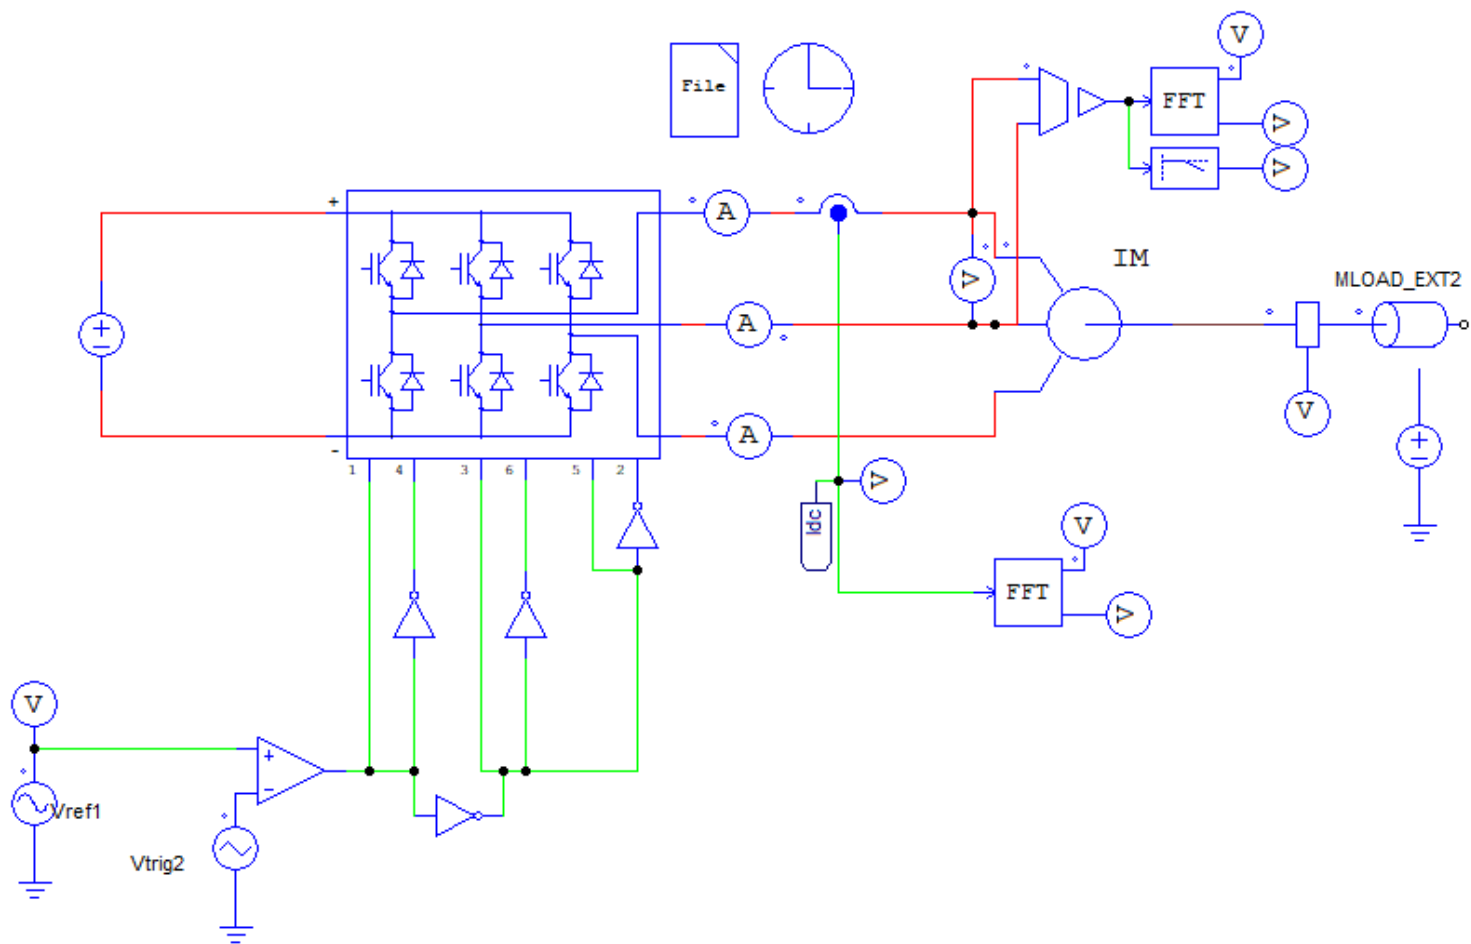 V
File
FFT
V
V
+
A
V
IM
MLOAD_EXT2
A
V
-
A
1 4 3 6 5 2
V
Idc
V
FFT
V
V
+
-
Vref1
Vtrig2